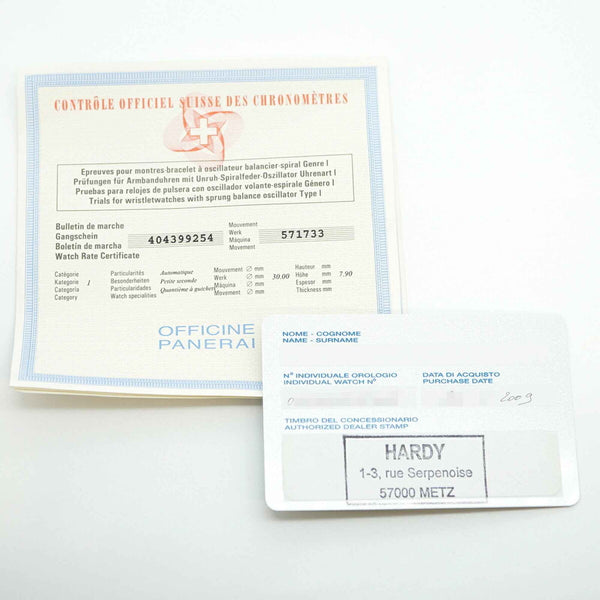 CONTRÔLE OFFICIEL SUISSE DES CHRONOMÈTRES
Epreuves pour montres-bracelet à oscillateur balancier-spiral Genre I
Prüfungen für Armbanduhren mit Unruh-Spiralfeder-Oszillator Uhrenart I
Pruebas para relojes de pulsera con oscilador volante-espirale Género I
Trials for wristletwatches with sprung balance oscillator Type I
Bulletin de marche
Gangschein
Boletin de marcha
Watch Rate Certificate
404399254
Mouvement
Werk
Máquina
Movement
571733
Catégorie
Kategorie 1
Categoría
Category
Particularités Automatique
Besonderheiten Petite seconde
Particularidades Quantième à guichet
Watch specialities
Mouvement ∅ mm
Werk ∅ mm 30.00
Máquina ∅ mm
Movement ∅ mm
Hauteur mm
Höhe mm 7.90
Espesor mm
Thickness mm
OFFICINE
PANERAI
NOME - COGNOME
NAME - SURNAME
N° INDIVIDUALE OROLOGIO
INDIVIDUAL WATCH N°
DATA DI ACQUISTO
PURCHASE DATE
2009
TIMBRO DEL CONCESSIONARIO
AUTHORIZED DEALER STAMP
HARDY
1-3, rue Serpenoise
57000 METZ